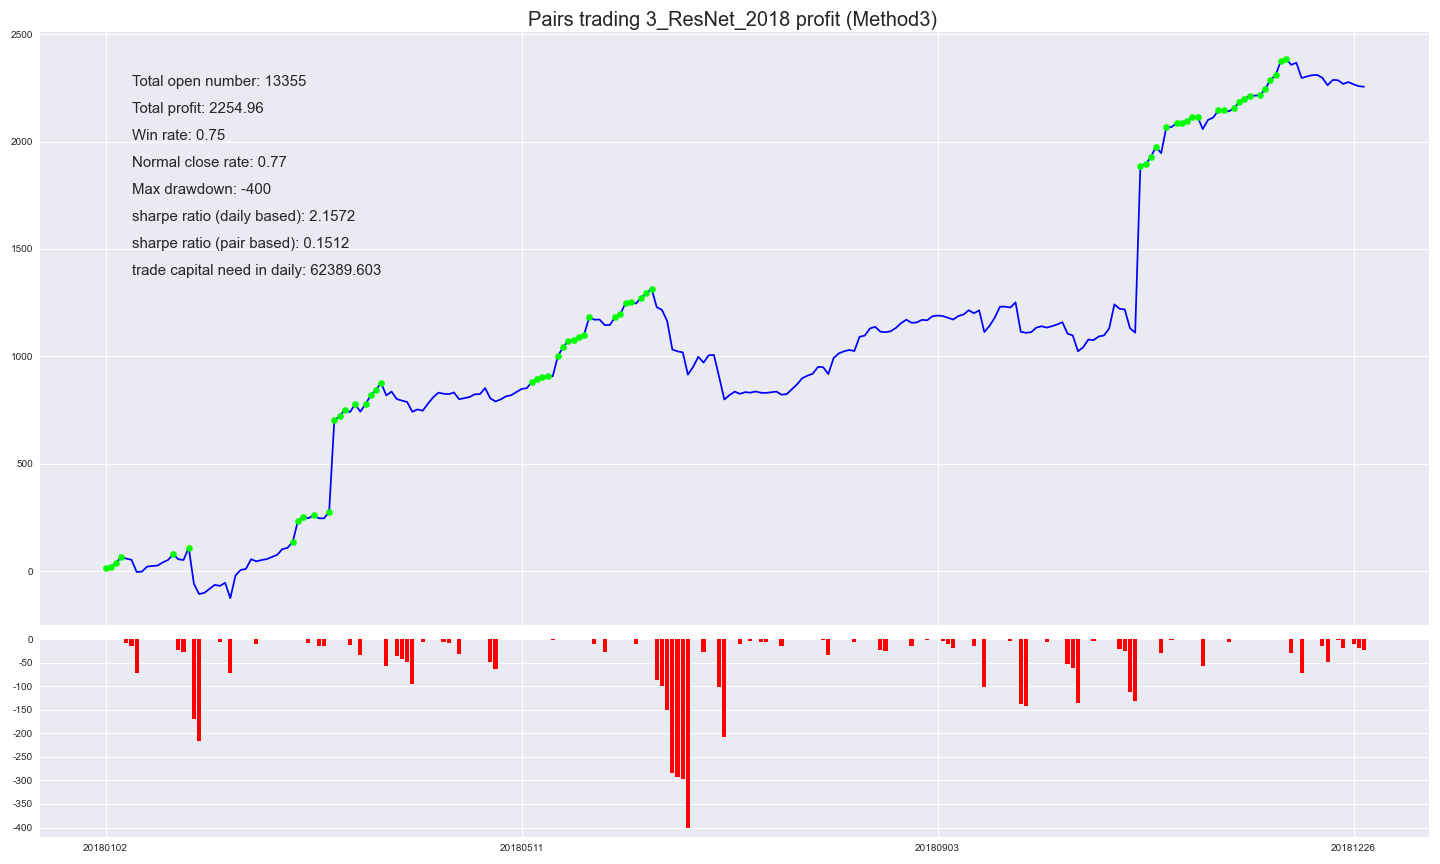 Pairs trading 3_ResNet_2018 profit (Method3)
2500
Total open number: 13355
Total profit: 2254.96
2000
Win rate: 0.75
Normal close rate: 0.77
Max drawdown: -400
sharpe ratio (daily based): 2.1572
1500
sharpe ratio (pair based): 0.1512
trade capital need in daily: 62389.603
1000
500
0
0
-50
-100
-150
-200
-250
-300
-350
-400
20180102 20180511 20180903 20181226